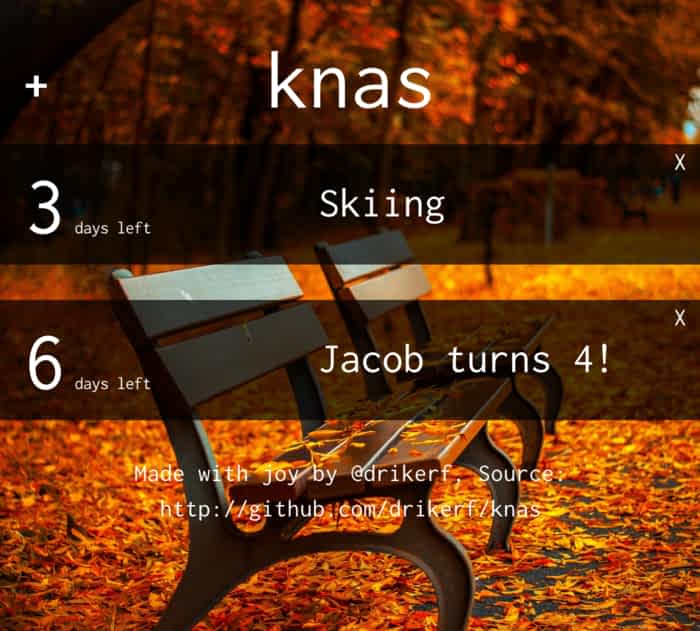 + knas
X
3 days left Skiing
X
6 days left Jacob turns 4!
Made with joy by @drikerf, Source:
http://github.com/drikerf/knas